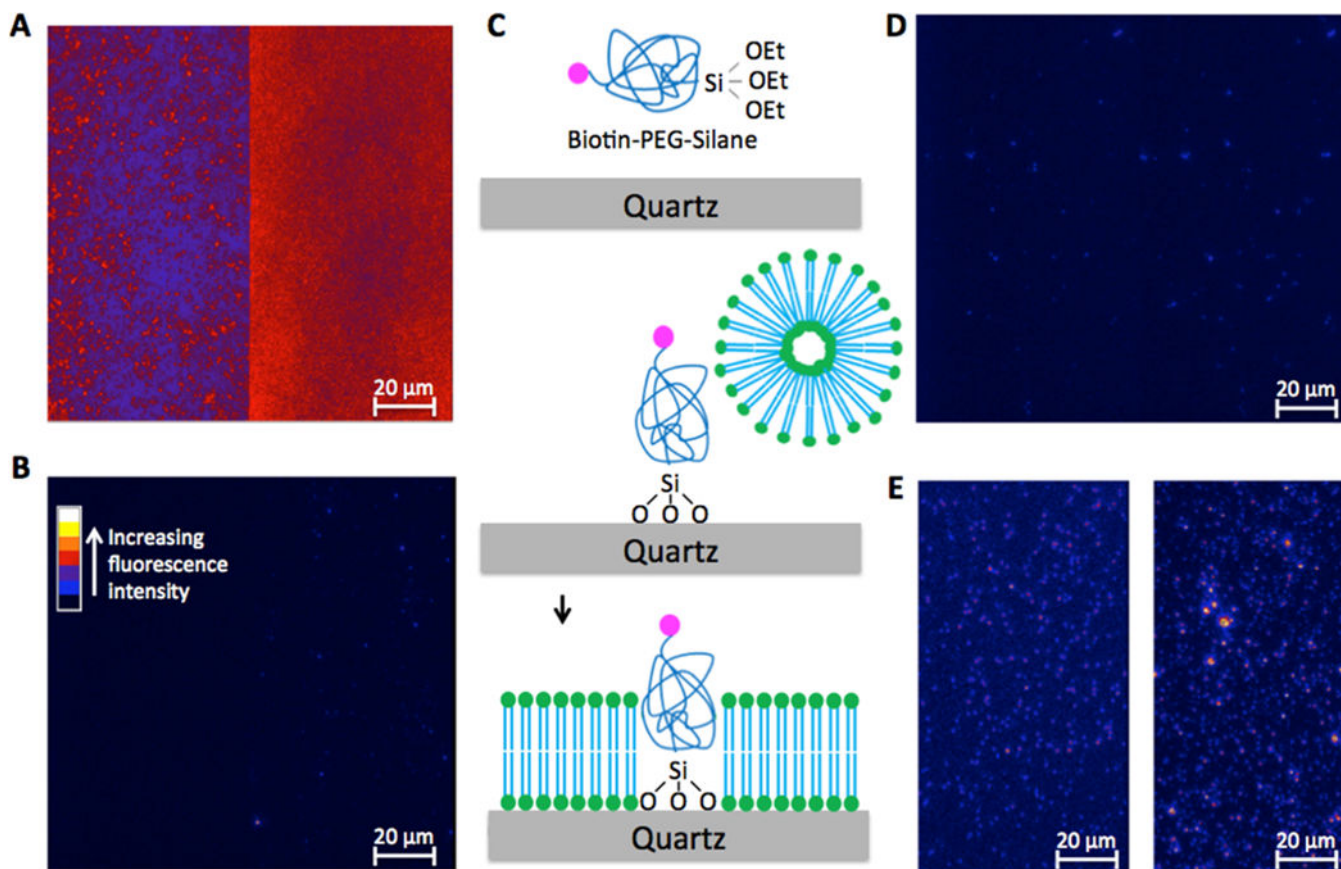 A
20 µm
B
Increasing
fluorescence
intensity
20 µm
C
OEt
Si OEt
OEt
Biotin-PEG-Silane
Quartz
Si
O O O
Quartz
Si
O O O
Quartz
D
20 µm
E
20 µm
20 µm